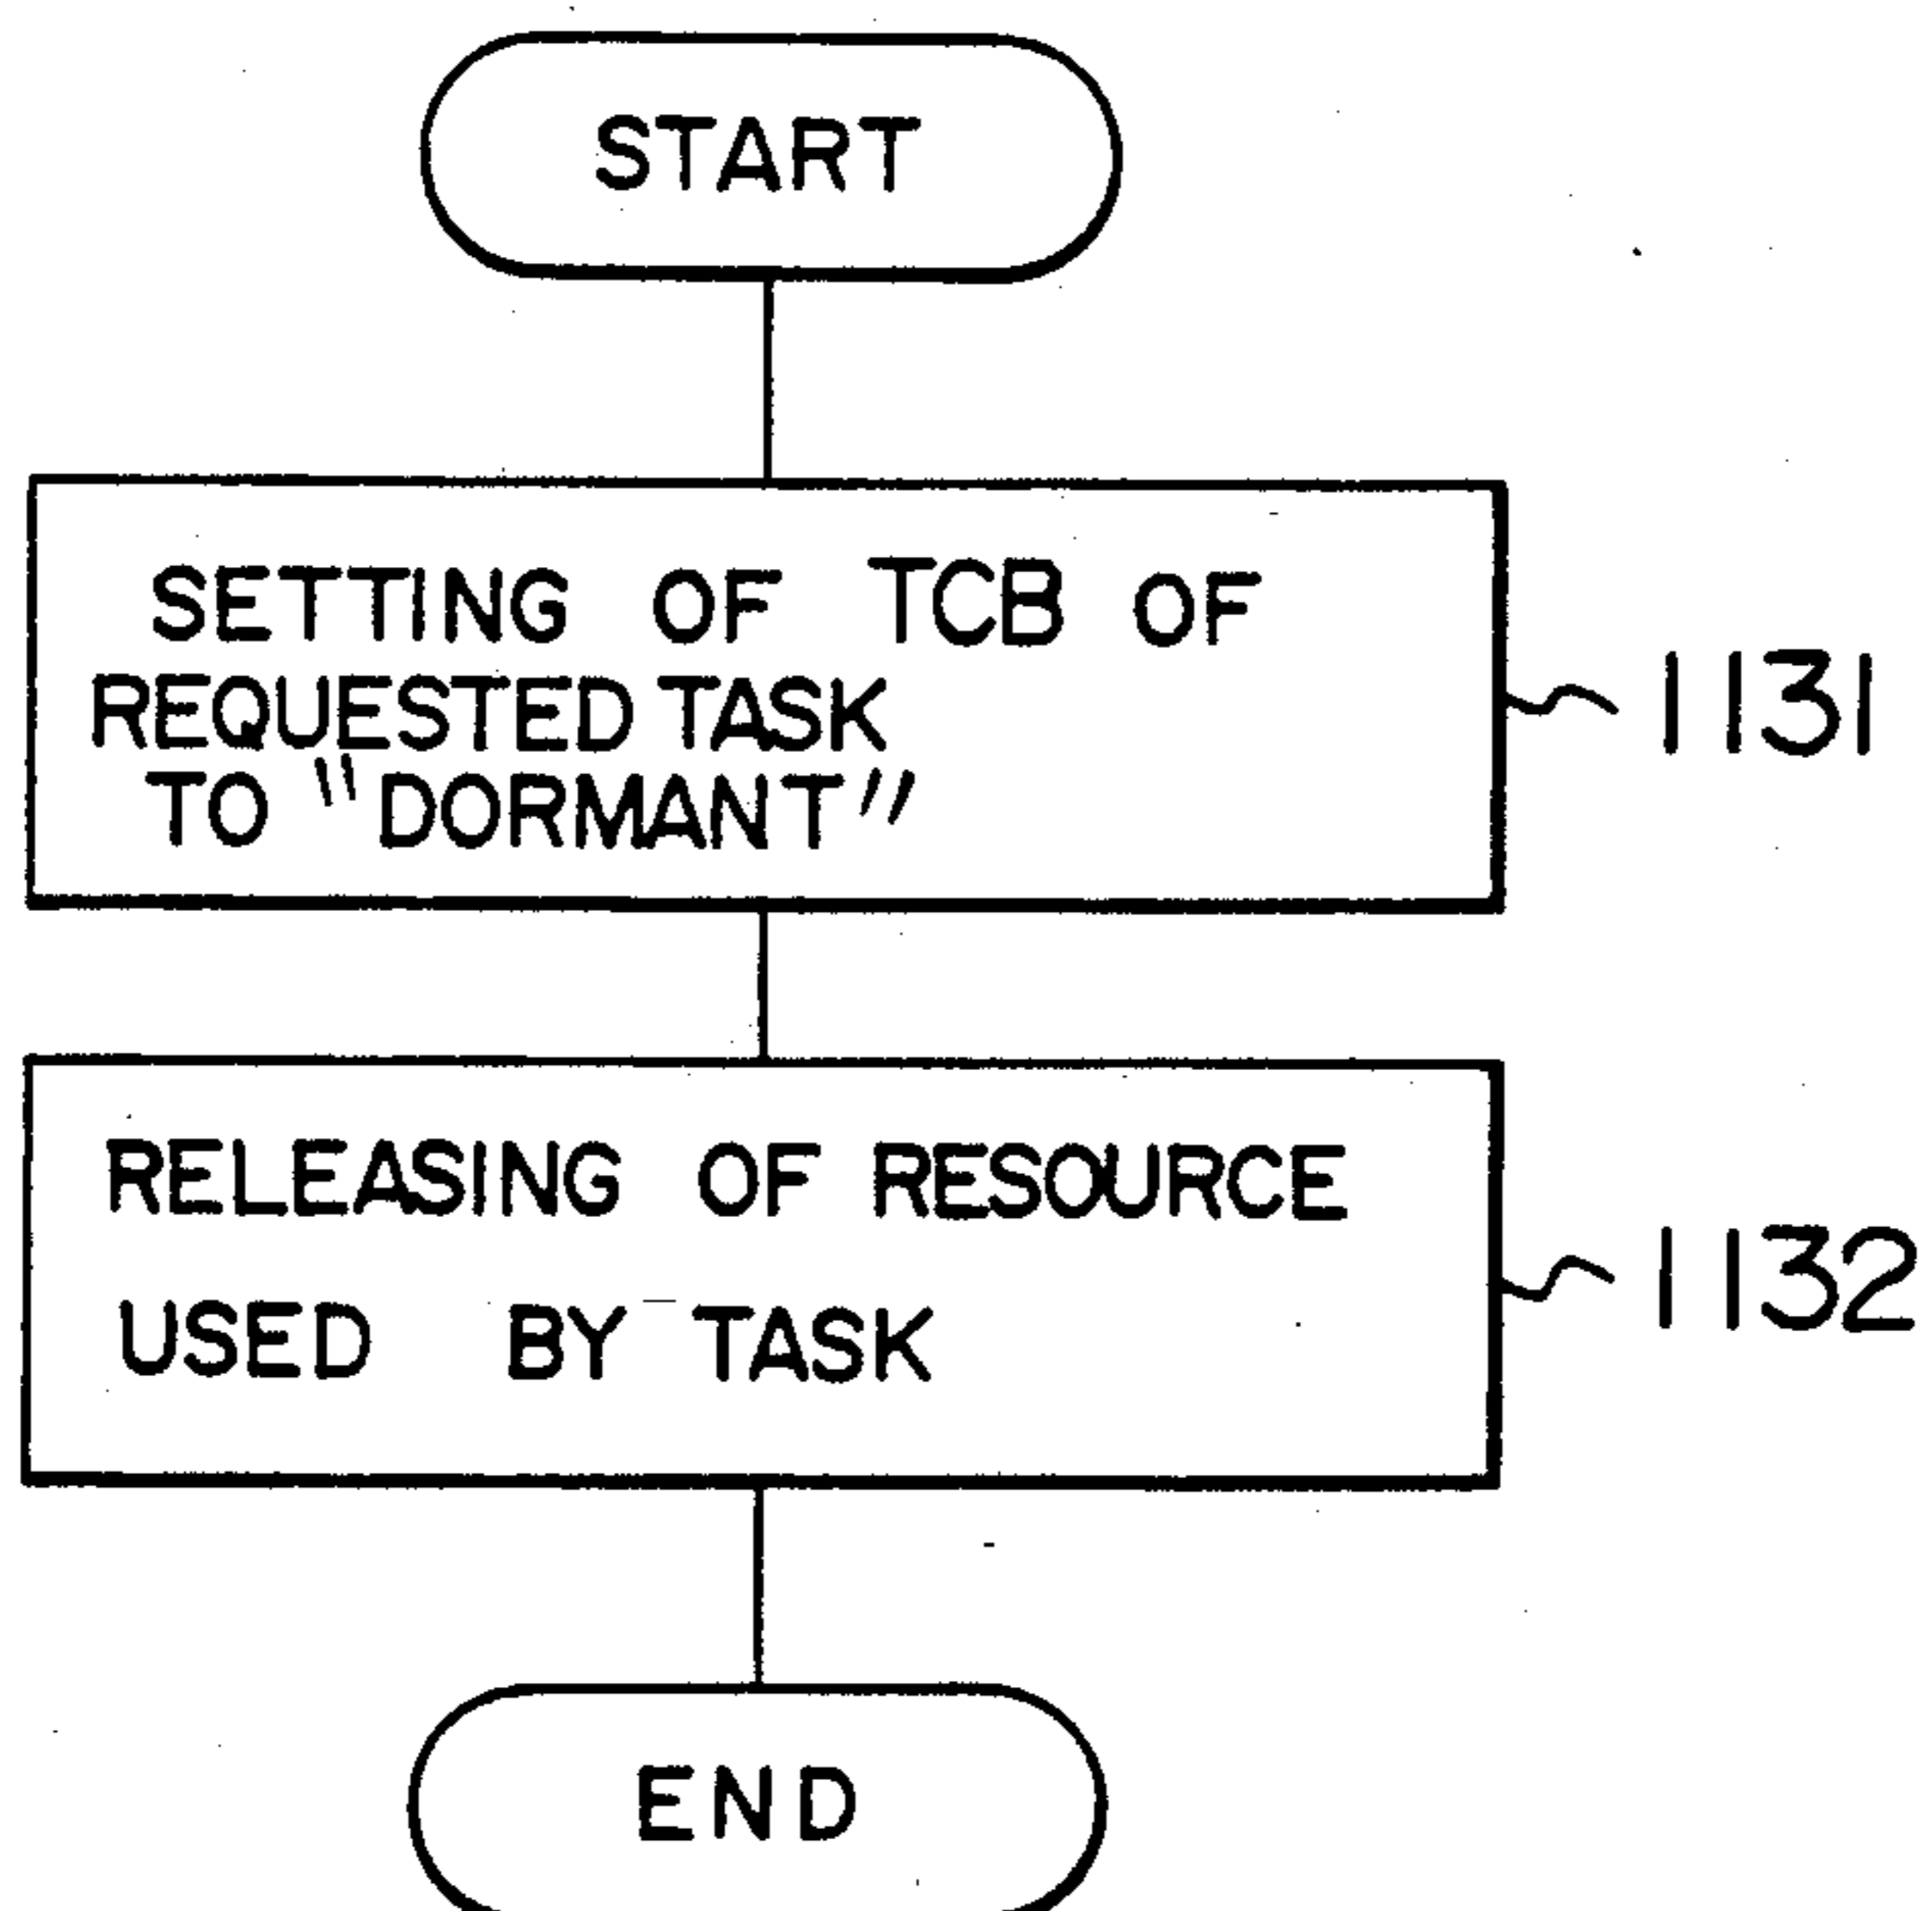 START
SETTING OF TCB OF
REQUESTED TASK
TO "DORMANT"
1131
RELEASING OF RESOURCE
USED BY TASK
1132
END